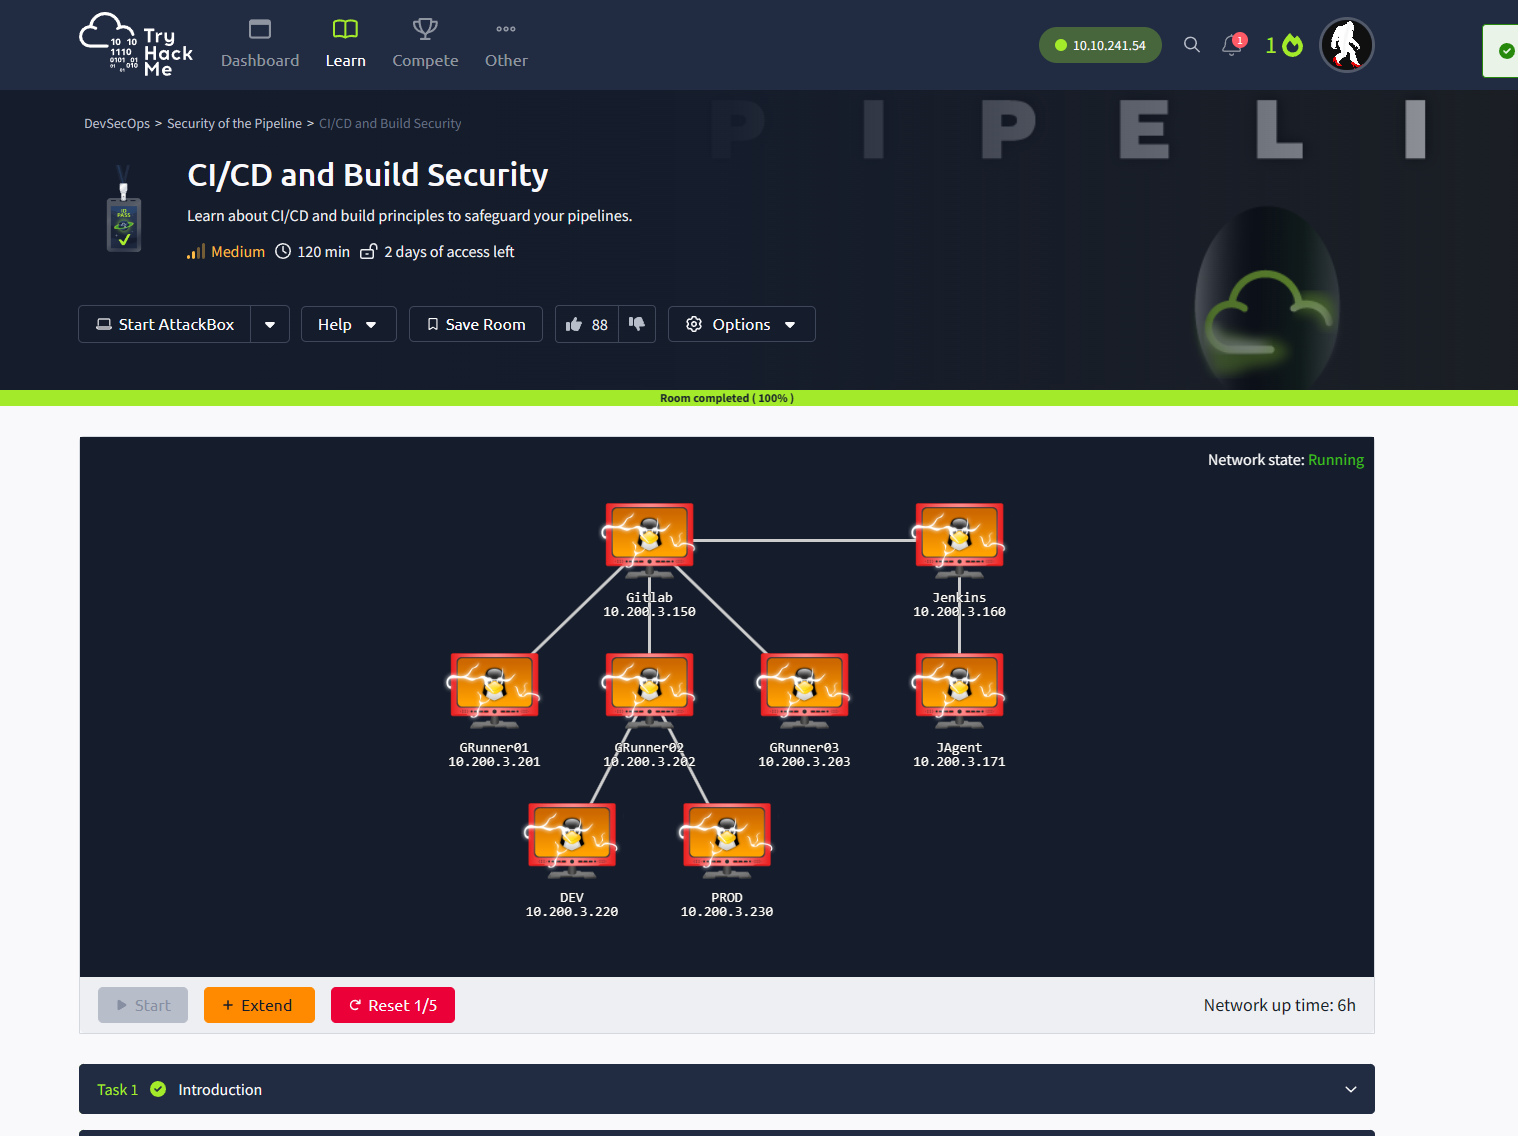 Try Hack Me
Dashboard
Learn
Compete
Other
10.10.241.54
1
1
DevSecOps > Security of the Pipeline > CI/CD and Build Security
P I P E L I
CI/CD and Build Security
Learn about CI/CD and build principles to safeguard your pipelines.
Medium 120 min 2 days of access left
Start AttackBox
Help
Save Room
88
Options
Room completed ( 100% )
Network state: Running
Gitlab
10.200.3.150
Jenkins
10.200.3.160
GRunner01
10.200.3.201
GRunner02
10.200.3.202
GRunner03
10.200.3.203
JAgent
10.200.3.171
DEV
10.200.3.220
PROD
10.200.3.230
Start
+ Extend
Reset 1/5
Network up time: 6h
Task 1 Introduction